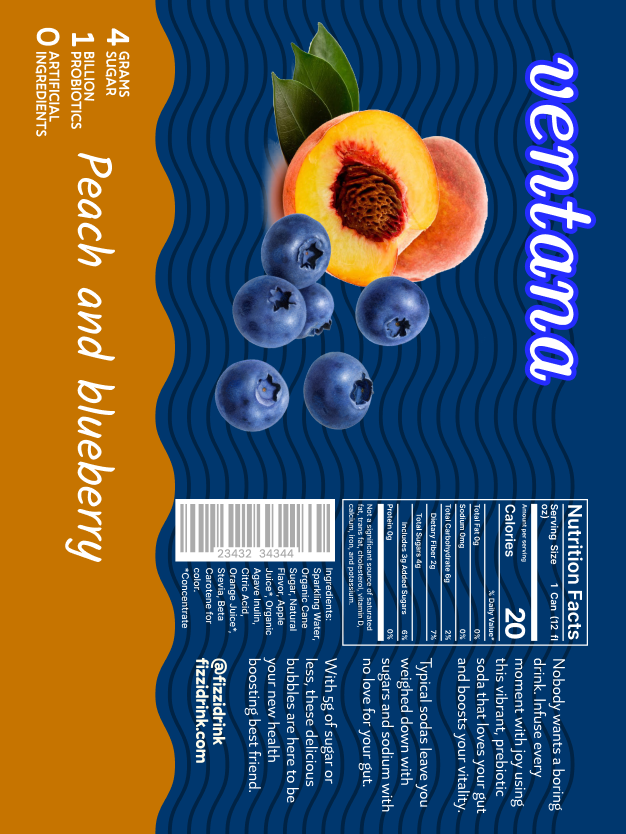 ventana
Peach and blueberry
4 GRAMS
SUGAR
1 BILLION
PROBIOTICS
0 ARTIFICIAL
INGREDIENTS
Nutrition Facts
Serving Size 1 Can (12 fl
oz)
Amount per serving
Calories 20
% Daily Value*
Total Fat 0g 0%
Sodium 0mg 0%
Total Carbohydrate 6g 2%
Dietary Fiber 2g 7%
Total Sugars 4g
Includes 3g Added Sugars 6%
Protein 0g 0%
Not a significant source of saturated
fat, trans fat, cholesterol, vitamin D,
calcium, iron, and potassium.
23432 34344
Ingredients:
Sparkling Water,
Organic Cane
Sugar, Natural
Flavor, Apple
Juice*, Organic
Agave Inulin,
Citric Acid,
Orange Juice*,
Stevia, Beta
Carotene for
color.
*Concentrate
Nobody wants a boring
drink. Infuse every
moment with joy using
this vibrant, prebiotic
soda that loves your gut
and boosts your vitality.
Typical sodas leave you
weighed down with
sugars and sodium with
no love for your gut.
With 5g of sugar or
less, these delicious
bubbles are here to be
your new health
boosting best friend.
@fizzidrink
fizzidrink.com